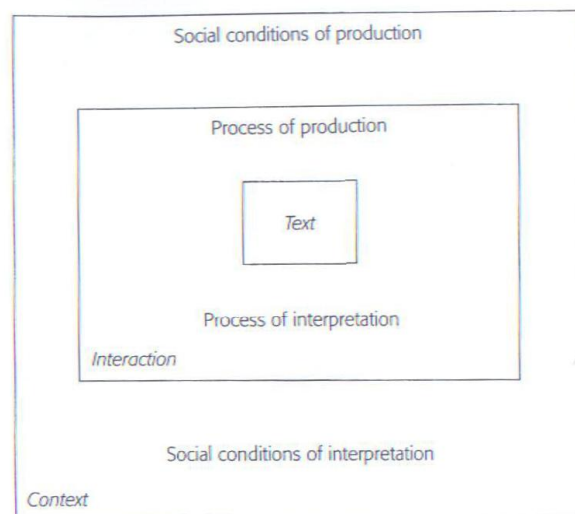 Social conditions of production
Process of production
Text
Process of interpretation
Interaction
Social conditions of interpretation
Context